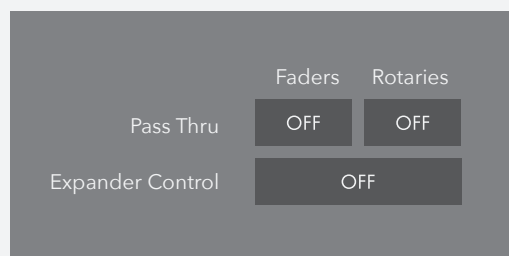 Faders Rotaries
Pass Thru OFF OFF
Expander Control OFF